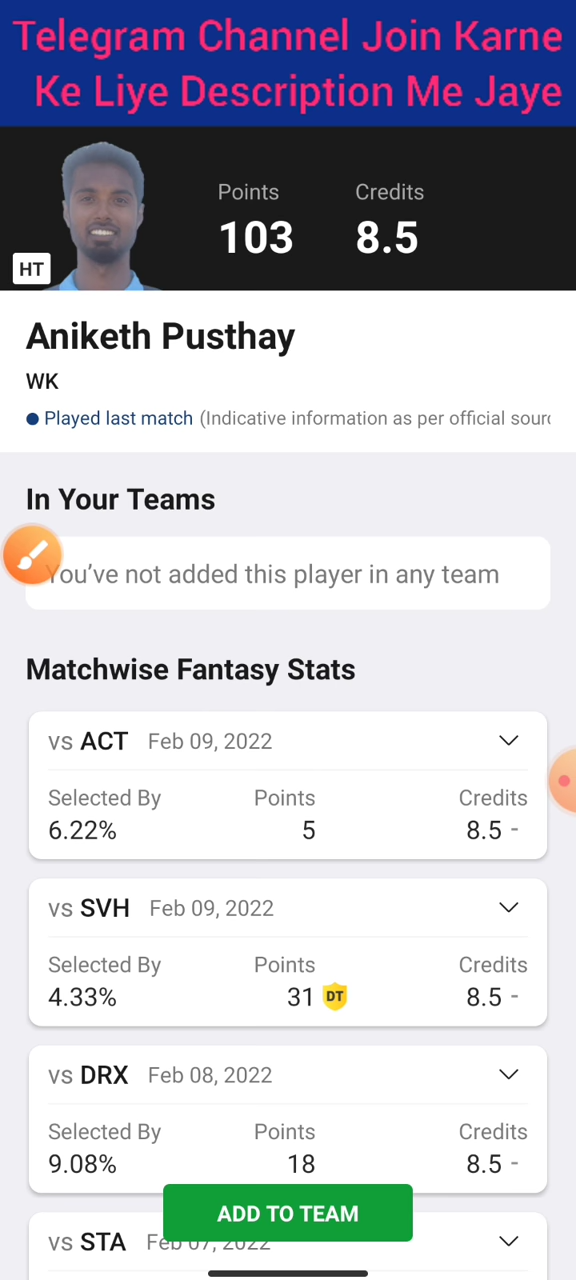 Telegram Channel Join Karne
Ke Liye Description Me Jaye
Points
Credits
103
8.5
HT
Aniketh Pusthay
WK
Played last match (Indicative information as per official sour
In Your Teams
You've not added this player in any team
Matchwise Fantasy Stats
vs ACT Feb 09, 2022
Selected By Points Credits
6.22% 5 8.5 -
vs SVH Feb 09, 2022
Selected By Points Credits
4.33% 31 DT 8.5 -
vs DRX Feb 08, 2022
Selected By Points Credits
9.08% 18 8.5 -
ADD TO TEAM
vs STA Feb 07, 2022